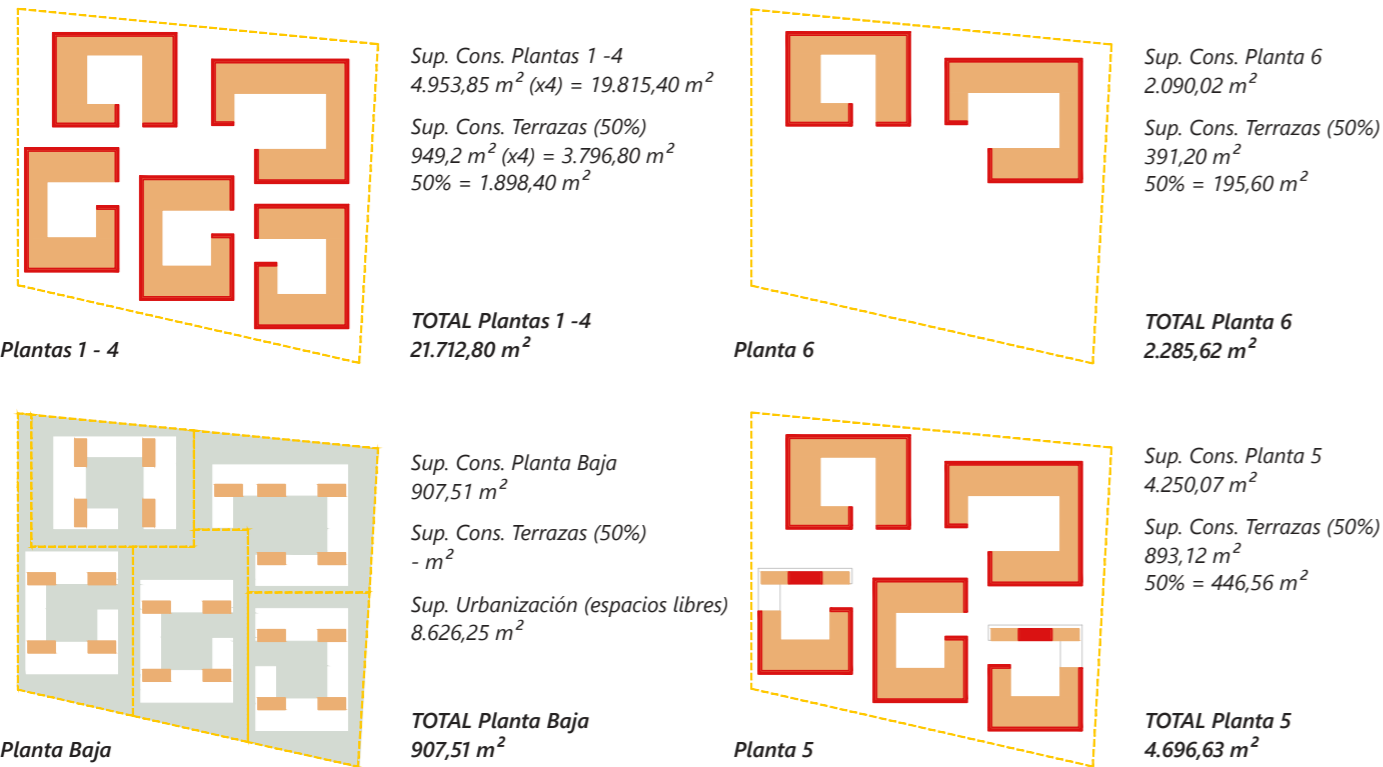 Sup. Cons. Plantas 1 -4
4.953,85 m² (x4) = 19.815,40 m²
Sup. Cons. Terrazas (50%)
949,2 m² (x4) = 3.796,80 m²
50% = 1.898,40 m²
TOTAL Plantas 1 -4
21.712,80 m²
Plantas 1 - 4
Sup. Cons. Planta 6
2.090,02 m²
Sup. Cons. Terrazas (50%)
391,20 m²
50% = 195,60 m²
TOTAL Planta 6
2.285,62 m²
Planta 6
Sup. Cons. Planta Baja
907,51 m²
Sup. Cons. Terrazas (50%)
- m²
Sup. Urbanización (espacios libres)
8.626,25 m²
TOTAL Planta Baja
907,51 m²
Planta Baja
Sup. Cons. Planta 5
4.250,07 m²
Sup. Cons. Terrazas (50%)
893,12 m²
50% = 446,56 m²
TOTAL Planta 5
4.696,63 m²
Planta 5